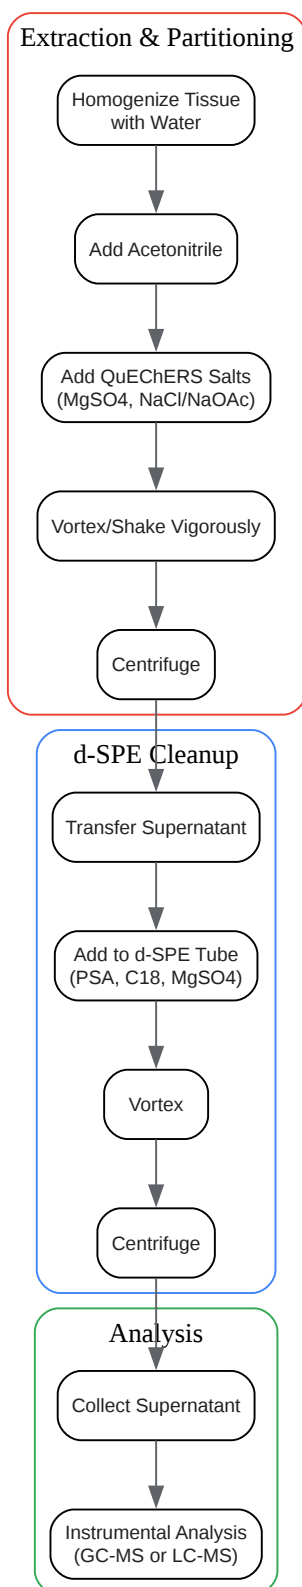 Extraction & Partitioning
Homogenize Tissue
with Water
Add Acetonitrile
Add QuEChERS Salts
(MgSO4, NaCl/NaOAc)
Vortex/Shake Vigorously
Centrifuge
d-SPE Cleanup
Transfer Supernatant
Add to d-SPE Tube
(PSA, C18, MgSO4)
Vortex
Centrifuge
Analysis
Collect Supernatant
Instrumental Analysis
(GC-MS or LC-MS)